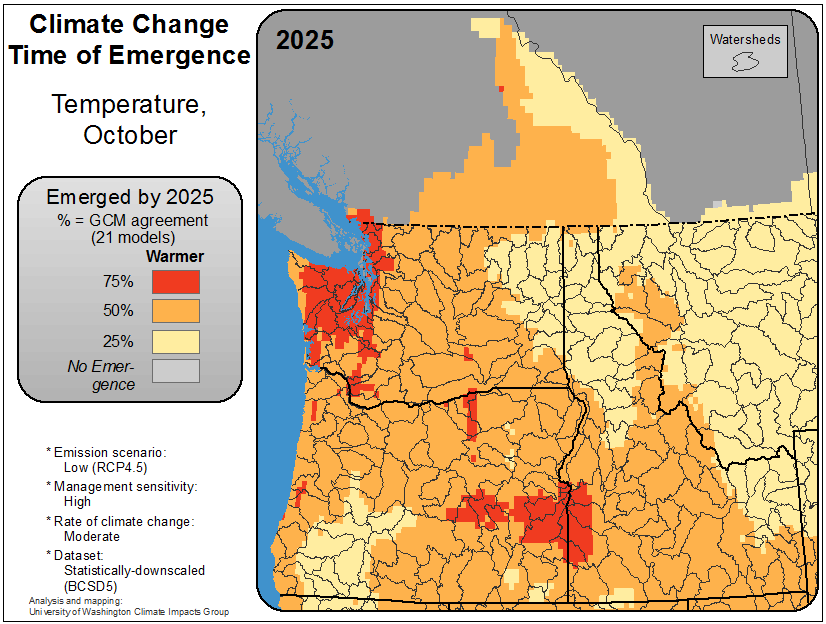 Climate Change
Time of Emergence
Temperature,
October
Emerged by 2025
% = GCM agreement
(21 models)
Warmer
75%
50%
25%
No Emer-
gence
* Emission scenario:
Low (RCP4.5)
* Management sensitivity:
High
* Rate of climate change:
Moderate
* Dataset:
Statistically-downscaled
(BCSD5)
Analysis and mapping:
University of Washington Climate Impacts Group
2025
Watersheds